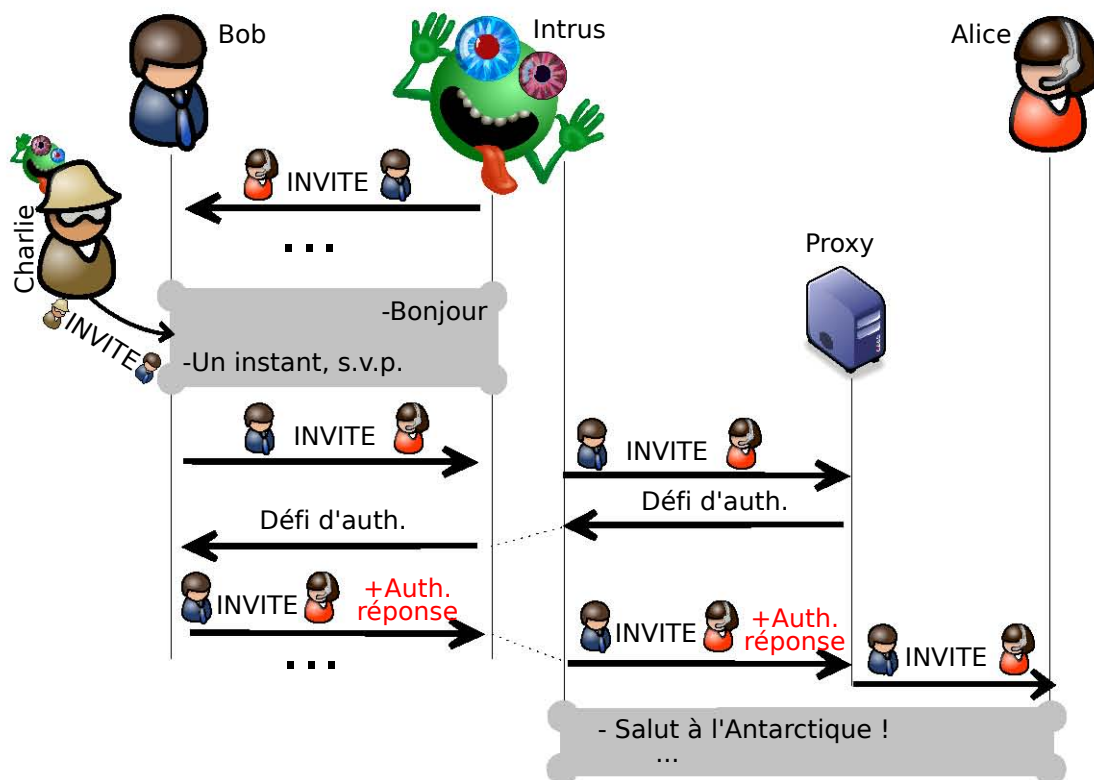 Bob
Intrus
Alice
INVITE
Charlie
...
Proxy
-Bonjour
INVITE
-Un instant, s.v.p.
INVITE
INVITE
Défi d'auth.
Défi d'auth.
INVITE
+Auth.
réponse
INVITE
+Auth.
réponse
INVITE
...
- Salut à l'Antarctique !
...